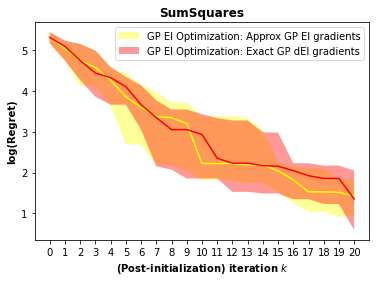 SumSquares
GP EI Optimization: Approx GP EI gradients
GP EI Optimization: Exact GP dEI gradients
log(Regret)
5
4
3
2
1
0 1 2 3 4 5 6 7 8 9 10 11 12 13 14 15 16 17 18 19 20
(Post-initialization) iteration k